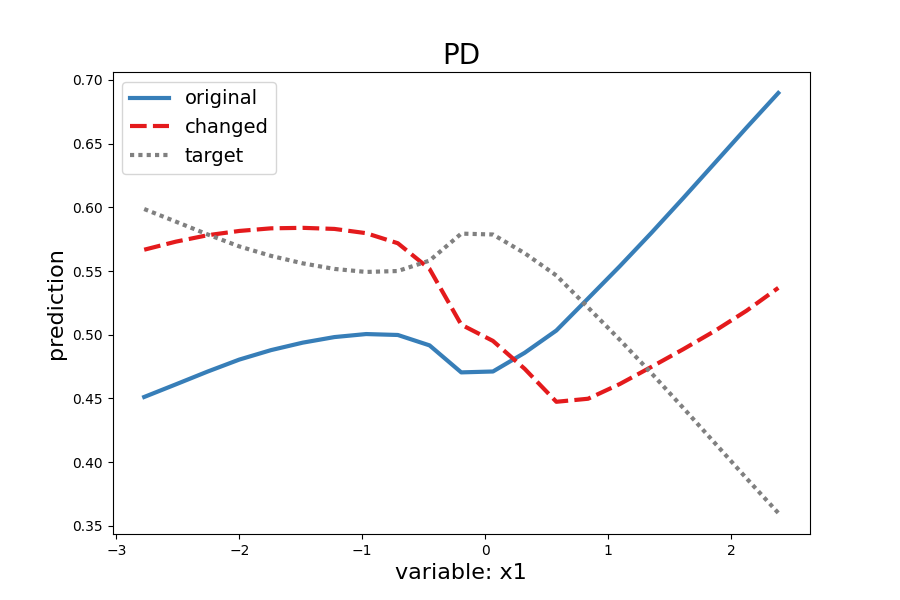 PD
original
changed
target
prediction
0.70
0.65
0.60
0.55
0.50
0.45
0.40
0.35
−3
−2
−1
0
1
2
variable: x1